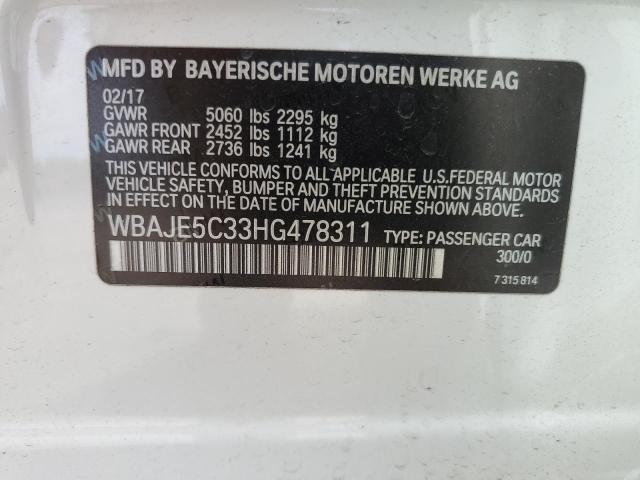 MFD BY BAYERISCHE MOTOREN WERKE AG
02/17
GVWR 5060 lbs 2295 kg
GAWR FRONT 2452 lbs 1112 kg
GAWR REAR 2736 lbs 1241 kg
THIS VEHICLE CONFORMS TO ALL APPLICABLE U.S.FEDERAL MOTOR
VEHICLE SAFETY, BUMPER AND THEFT PREVENTION STANDARDS
IN EFFECT ON THE DATE OF MANUFACTURE SHOWN ABOVE.
WBAJE5C33HG478311 TYPE: PASSENGER CAR
300/0
7 315 814